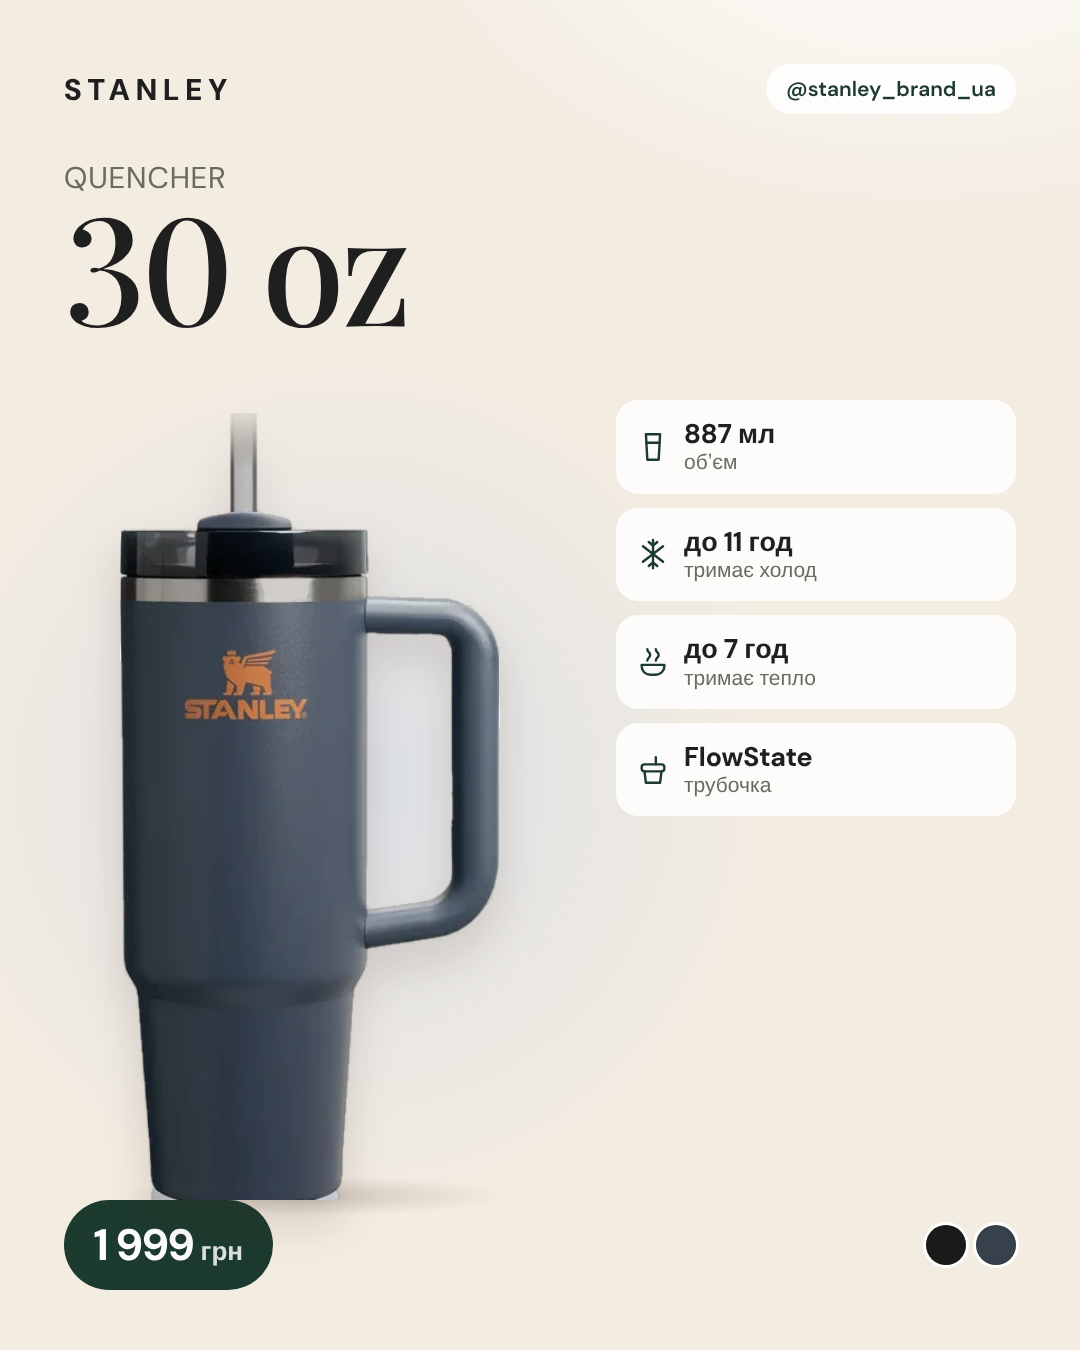 STANLEY
@stanley_brand_ua
QUENCHER
30 oz
887 мл
об’єм
до 11 год
тримає холод
до 7 год
тримає тепло
FlowState
трубочка
STANLEY.
1 999 грн